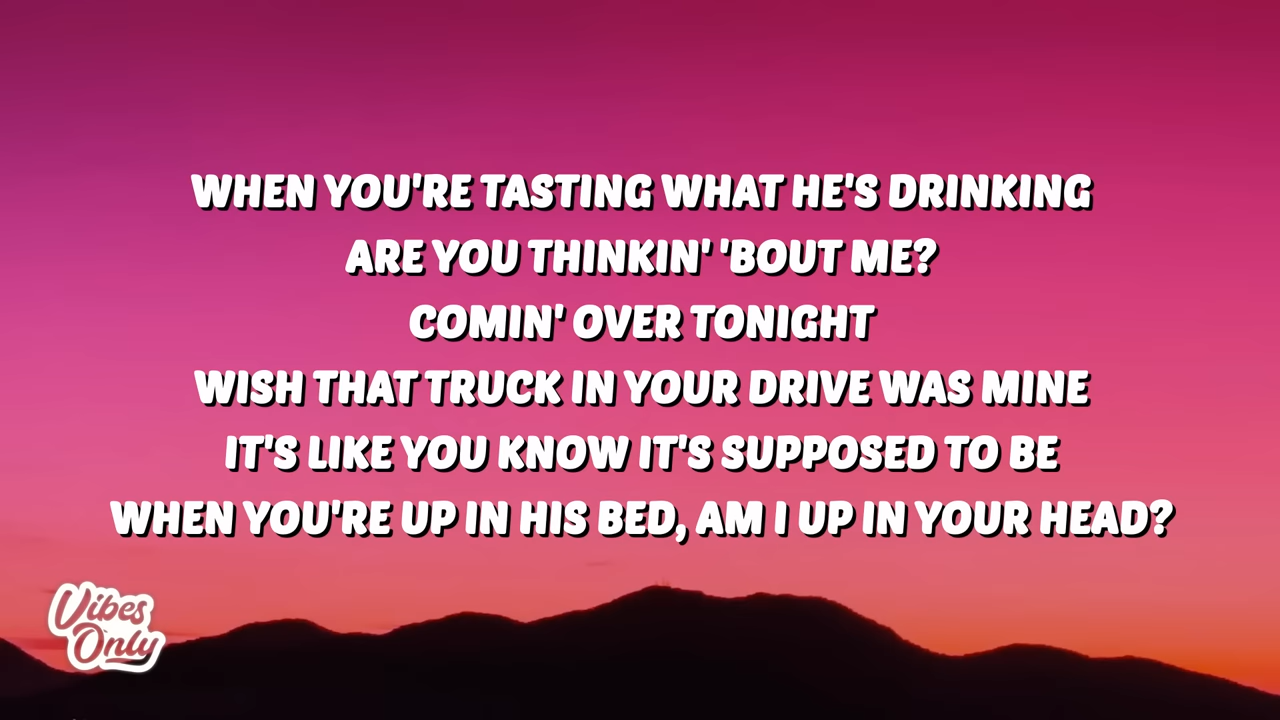 WHEN YOU'RE TASTING WHAT HE'S DRINKING
ARE YOU THINKIN' 'BOUT ME?
COMIN' OVER TONIGHT
WISH THAT TRUCK IN YOUR DRIVE WAS MINE
IT'S LIKE YOU KNOW IT'S SUPPOSED TO BE
WHEN YOU'RE UP IN HIS BED, AM I UP IN YOUR HEAD?
Vibes
Only